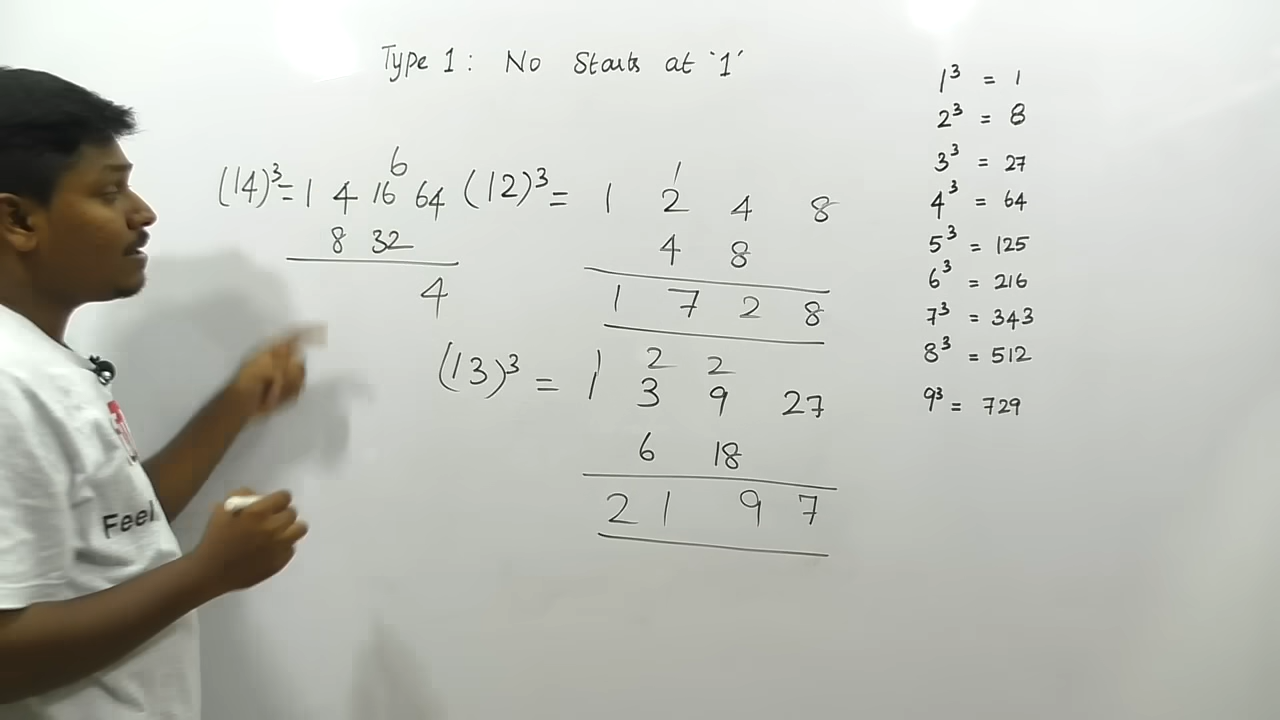 Type 1: No Starts at '1'
6
(14)³ = 1 4 16 64
8 32
4
1
(12)³ = 1 2 4 8
4 8
1 7 2 8
1 2 2
(13)³ = 1 3 9 27
6 18
2 1 9 7
1³ = 1
2³ = 8
3³ = 27
4³ = 64
5³ = 125
6³ = 216
7³ = 343
8³ = 512
9³ = 729
Feel